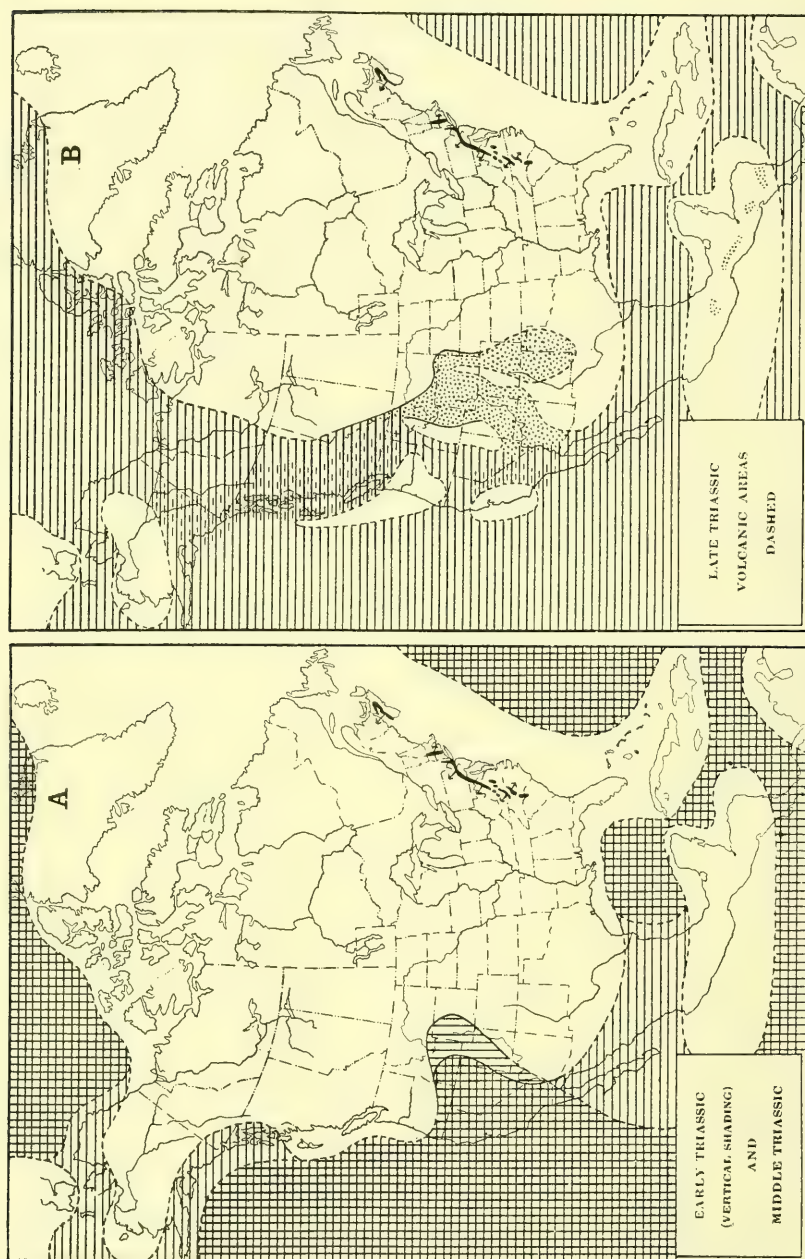 A
EARLY TRIASSIC
(VERTICAL SHADING)
AND
MIDDLE TRIASSIC
B
LATE TRIASSIC
VOLCANIC AREAS
DASHED